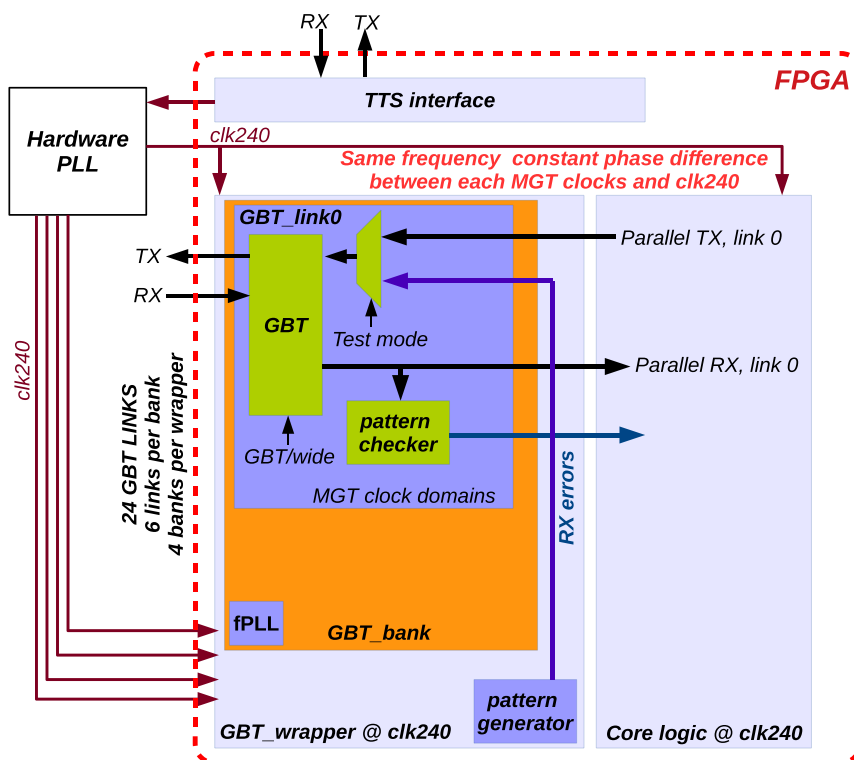 RX
TX
FPGA
TTS interface
Hardware
PLL
clk240
Same frequency constant phase difference
between each MGT clocks and clk240
GBT_link0
Parallel TX, link 0
TX
RX
GBT
Test mode
Parallel RX, link 0
clk240
24 GBT LINKS
6 links per bank
4 banks per wrapper
pattern
checker
GBT/wide
RX errors
MGT clock domains
fPLL
GBT_bank
pattern
generator
GBT_wrapper @ clk240
Core logic @ clk240